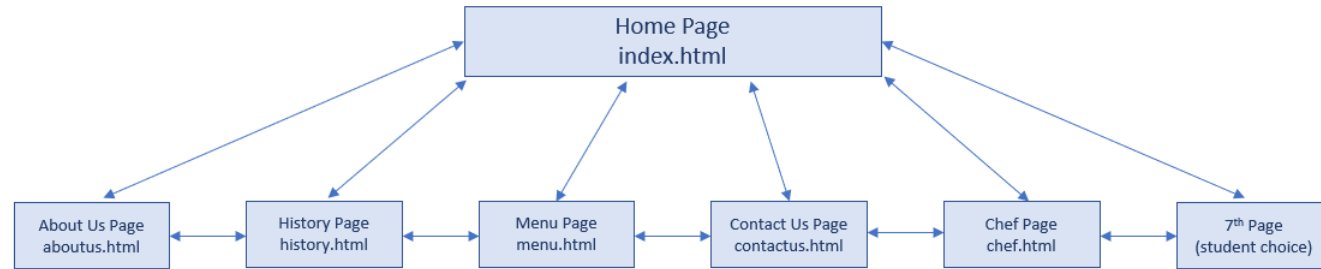 Home Page
index.html
About Us Page
aboutus.html
History Page
history.html
Menu Page
menu.html
Contact Us Page
contactus.html
Chef Page
chef.html
7th Page
(student choice)